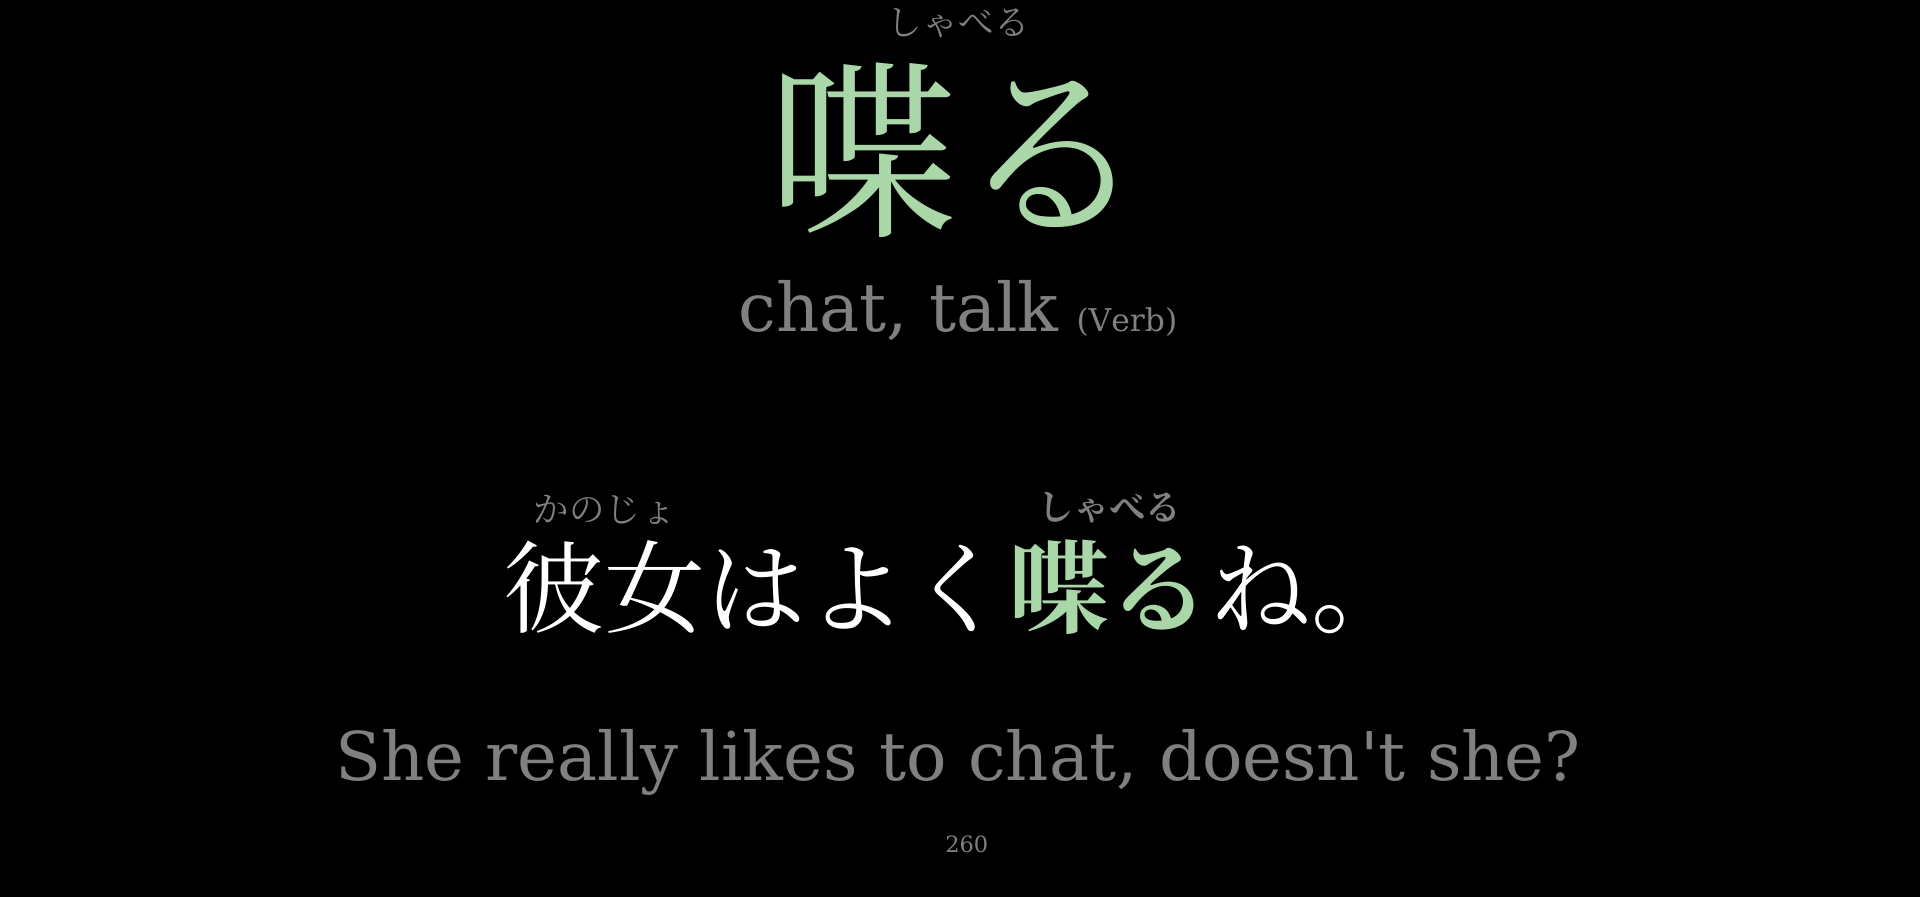 しゃべる
喋る
chat, talk (Verb)
かのじょ しゃべる
彼女はよく喋るね。
She really likes to chat, doesn't she?
260